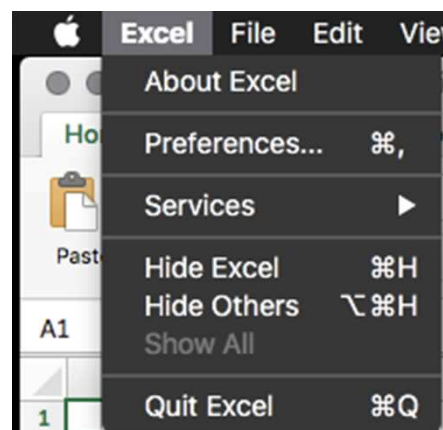 Excel File Edit Vie
About Excel
Ho
Preferences... ⌘,
Services ▶
Past
Hide Excel ⌘H
Hide Others ⌥⌘H
A1
Show All
Quit Excel ⌘Q
1